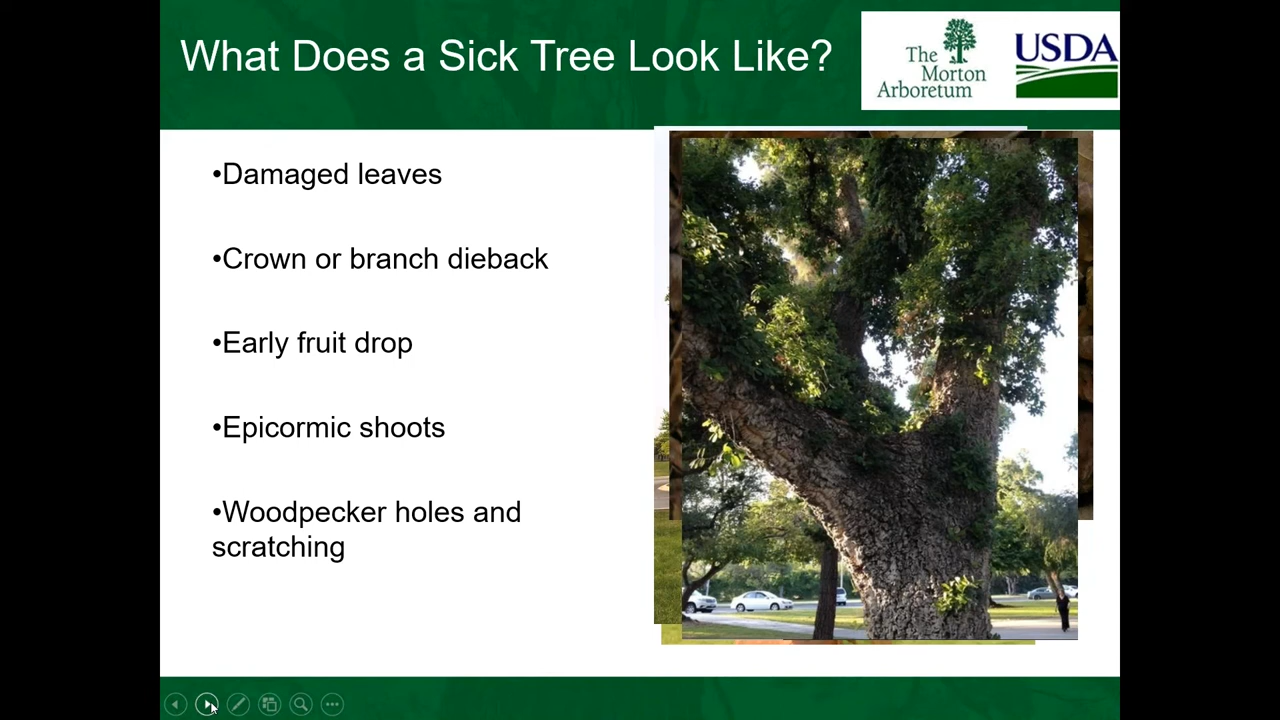 What Does a Sick Tree Look Like?
The
Morton
Arboretum
USDA
•Damaged leaves
•Crown or branch dieback
•Early fruit drop
•Epicormic shoots
•Woodpecker holes and
scratching